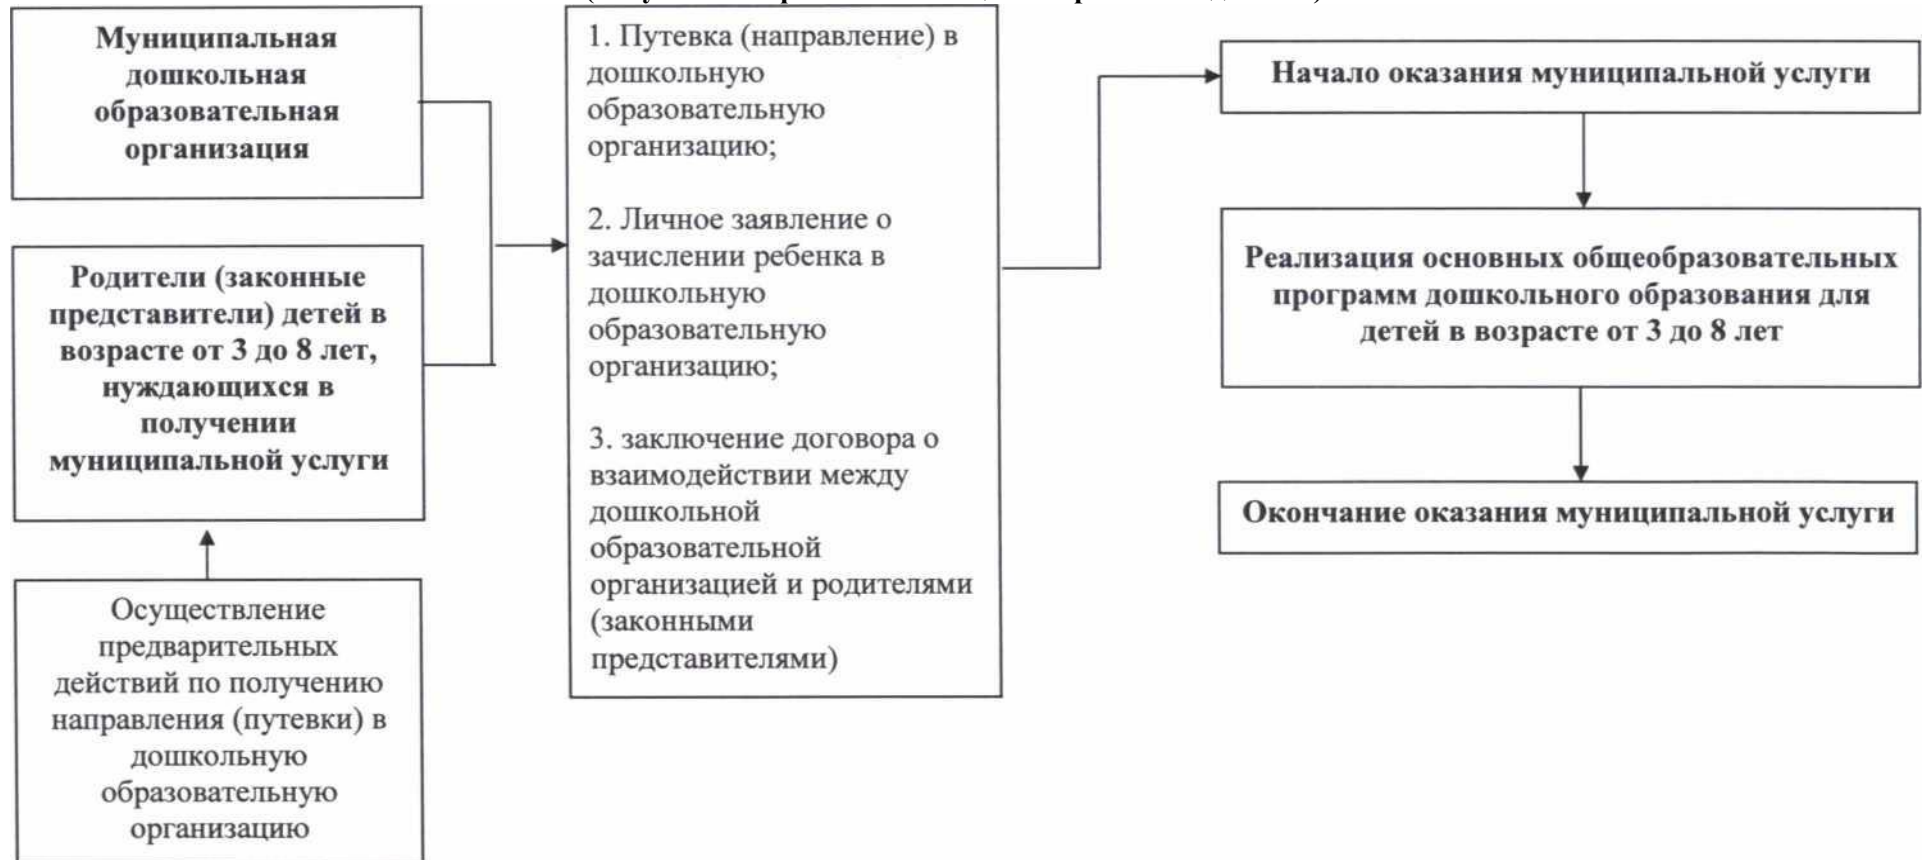 Муниципальная
дошкольная
образовательная
организация
Родители (законные
представители) детей в
возрасте от 3 до 8 лет,
нуждающихся в
получении
муниципальной услуги
Осуществление
предварительных
действий по получению
направления (путевки) в
дошкольную
образовательную
организацию
1. Путевка (направление) в
дошкольную
образовательную
организацию;
2. Личное заявление о
зачислении ребенка в
дошкольную
образовательную
организацию;
3. заключение договора о
взаимодействии между
дошкольной
образовательной
организацией и родителями
(законными
представителями)
Начало оказания муниципальной услуги
Реализация основных общеобразовательных
программ дошкольного образования для
детей в возрасте от 3 до 8 лет
Окончание оказания муниципальной услуги